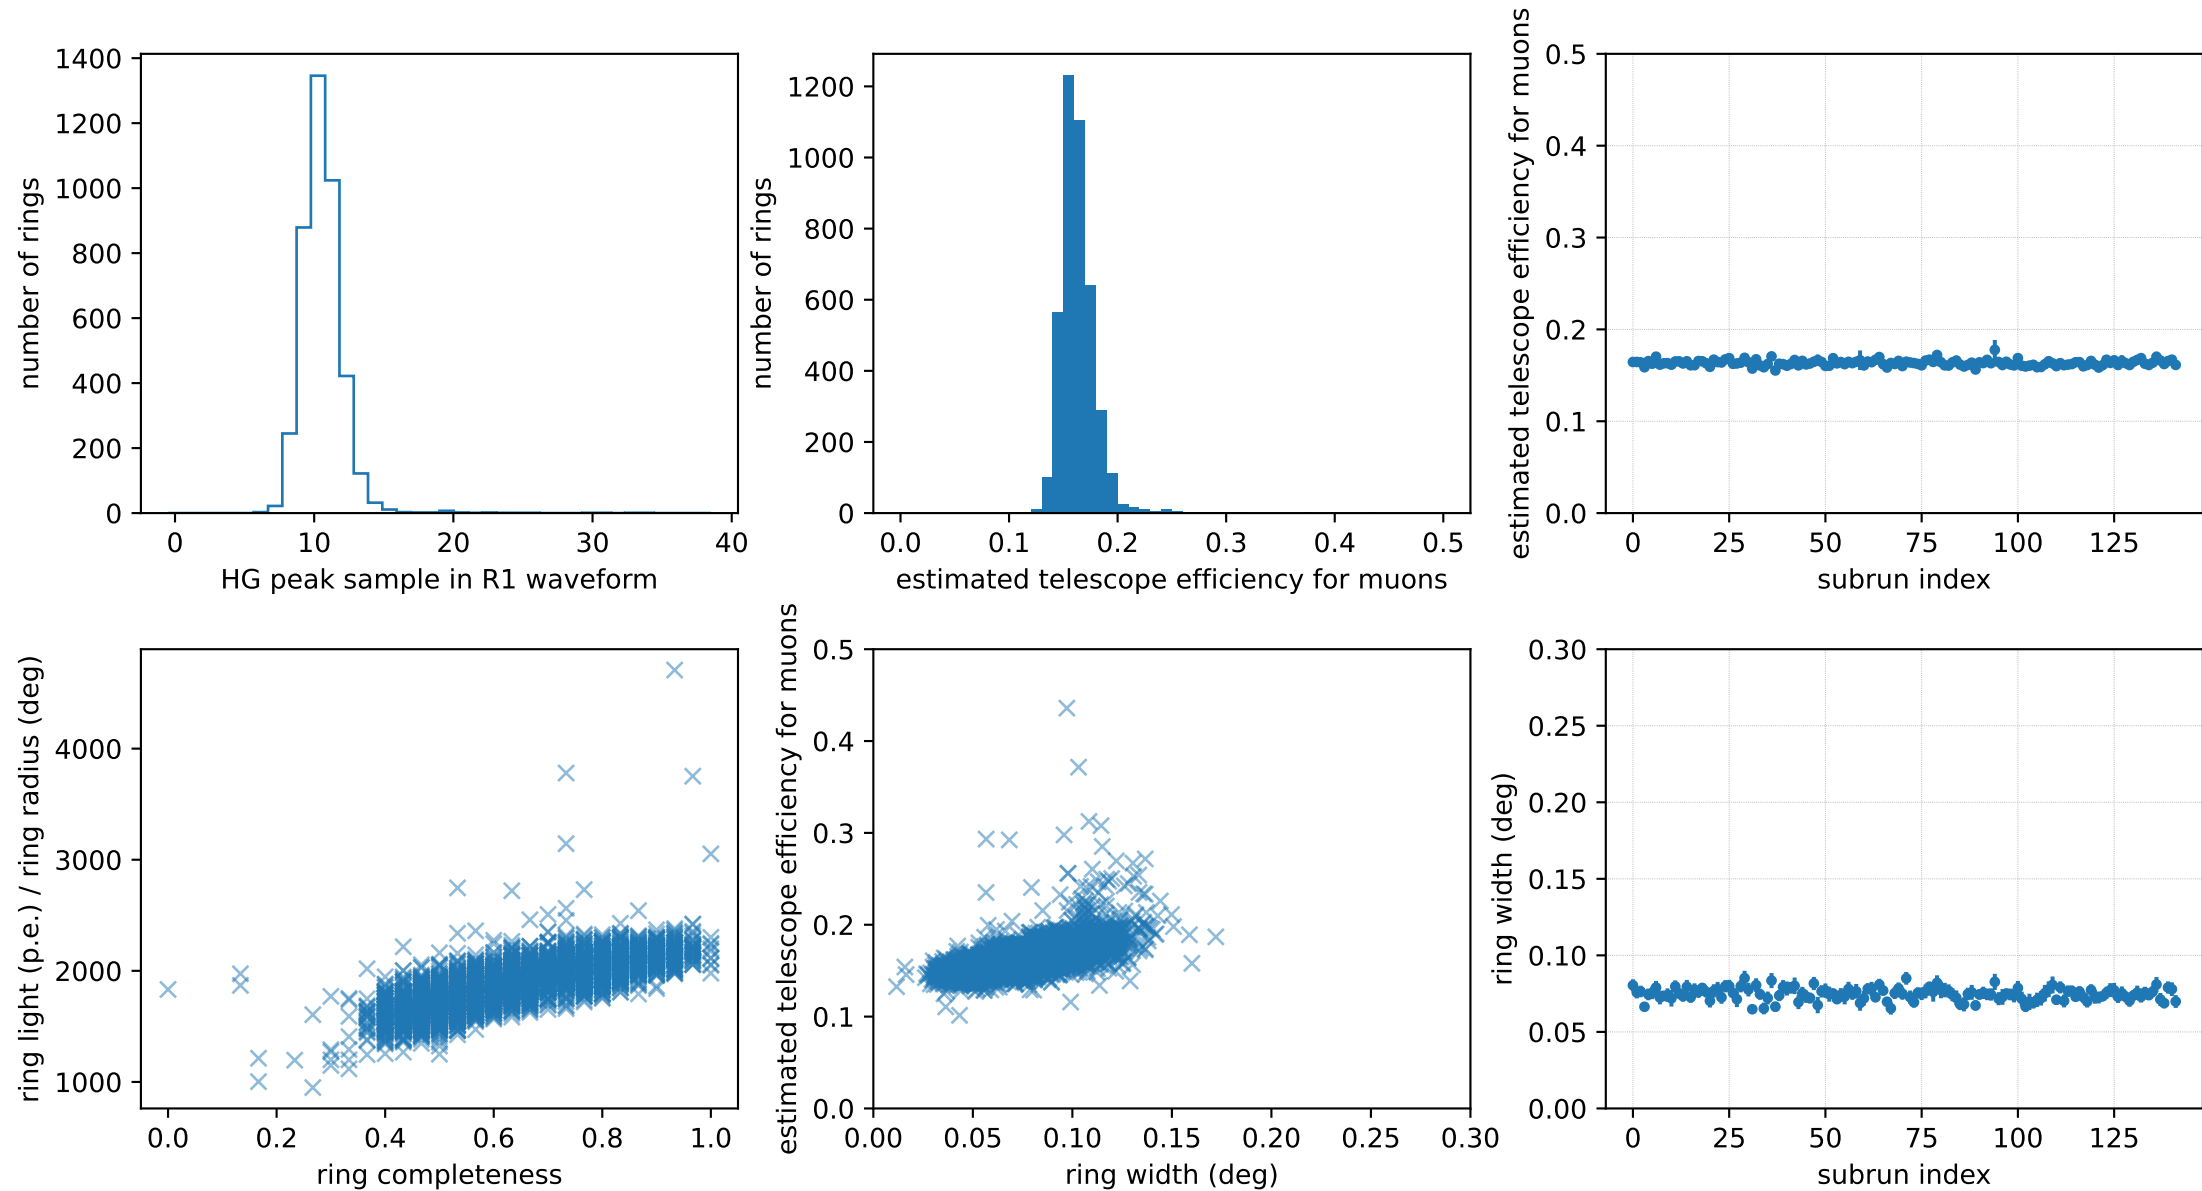 number of rings
1400
1200
1000
800
600
400
200
0
0 10 20 30 40
HG peak sample in R1 waveform
number of rings
1200
1000
800
600
400
200
0
0.0 0.1 0.2 0.3 0.4 0.5
estimated telescope efficiency for muons
estimated telescope efficiency for muons
0.5
0.4
0.3
0.2
0.1
0.0
0 25 50 75 100 125
subrun index
ring light (p.e.) / ring radius (deg)
4000
3000
2000
1000
0.0 0.2 0.4 0.6 0.8 1.0
ring completeness
estimated telescope efficiency for muons
0.5
0.4
0.3
0.2
0.1
0.0
0.00 0.05 0.10 0.15 0.20 0.25 0.30
ring width (deg)
ring width (deg)
0.30
0.25
0.20
0.15
0.10
0.05
0.00
0 25 50 75 100 125
subrun index